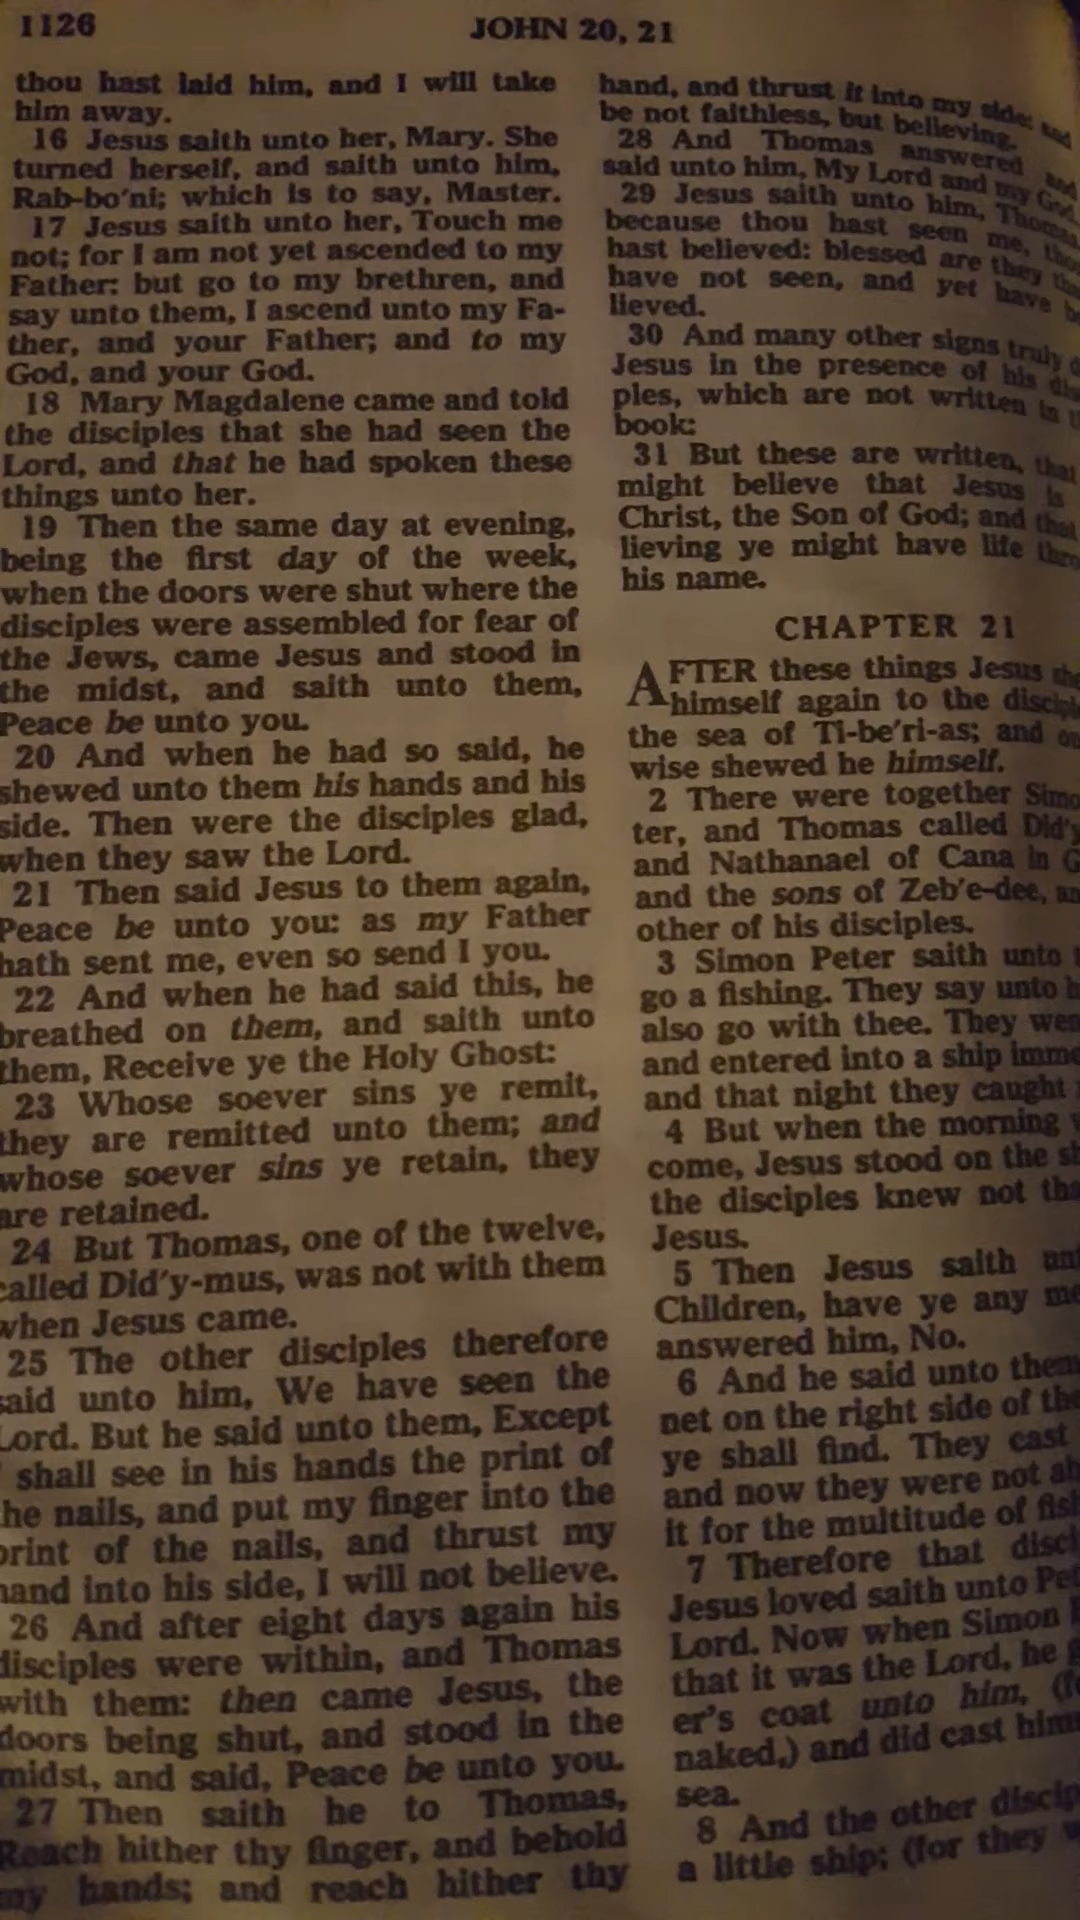 1126
JOHN 20, 21
thou hast laid him, and I will take
him away.
16 Jesus saith unto her, Mary. She
turned herself, and saith unto him,
Rab-bo'ni; which is to say, Master.
17 Jesus saith unto her, Touch me
not; for I am not yet ascended to my
Father: but go to my brethren, and
say unto them, I ascend unto my Fa-
ther, and your Father; and to my
God, and your God.
18 Mary Magdalene came and told
the disciples that she had seen the
Lord, and that he had spoken these
things unto her.
19 Then the same day at evening,
being the first day of the week,
when the doors were shut where the
disciples were assembled for fear of
the Jews, came Jesus and stood in
the midst, and saith unto them,
Peace be unto you.
20 And when he had so said, he
shewed unto them his hands and his
side. Then were the disciples glad,
when they saw the Lord.
21 Then said Jesus to them again,
Peace be unto you: as my Father
hath sent me, even so send I you.
22 And when he had said this, he
breathed on them, and saith unto
them, Receive ye the Holy Ghost:
23 Whose soever sins ye remit,
they are remitted unto them; and
whose soever sins ye retain, they
are retained.
24 But Thomas, one of the twelve,
called Did'y-mus, was not with them
when Jesus came.
25 The other disciples therefore
said unto him, We have seen the
Lord. But he said unto them, Except
shall see in his hands the print of
he nails, and put my finger into the
print of the nails, and thrust my
hand into his side, I will not believe.
26 And after eight days again his
disciples were within, and Thomas
with them: then came Jesus, the
doors being shut, and stood in the
midst, and said, Peace be unto you.
27 Then saith he to Thomas,
Reach hither thy finger, and behold
my hands; and reach hither thy
hand, and thrust it into my side: and
be not faithless, but believing.
28 And Thomas answered and
said unto him, My Lord and my God.
29 Jesus saith unto him, Thomas,
because thou hast seen me, thou
hast believed: blessed are they tha
have not seen, and yet have be
lieved.
30 And many other signs truly d
Jesus in the presence of his dis
ples, which are not written in t
book:
31 But these are written, that
might believe that Jesus is
Christ, the Son of God; and that
lieving ye might have life thro
his name.
CHAPTER 21
AFTER these things Jesus she
himself again to the discipl
the sea of Ti-be'ri-as; and on
wise shewed he himself.
2 There were together Simo
ter, and Thomas called Did'y
and Nathanael of Cana in G
and the sons of Zeb'e-dee, an
other of his disciples.
3 Simon Peter saith unto t
go a fishing. They say unto h
also go with thee. They wen
and entered into a ship imme
and that night they caught
4 But when the morning w
come, Jesus stood on the sh
the disciples knew not tha
Jesus.
5 Then Jesus saith unt
Children, have ye any me
answered him, No.
6 And he said unto them
net on the right side of the
ye shall find. They cast
and now they were not ab
it for the multitude of fish
7 Therefore that disci
Jesus loved saith unto Pet
Lord. Now when Simon P
that it was the Lord, he g
er's coat unto him, (fo
naked,) and did cast him
sea.
8 And the other discip
a little ship; (for they w